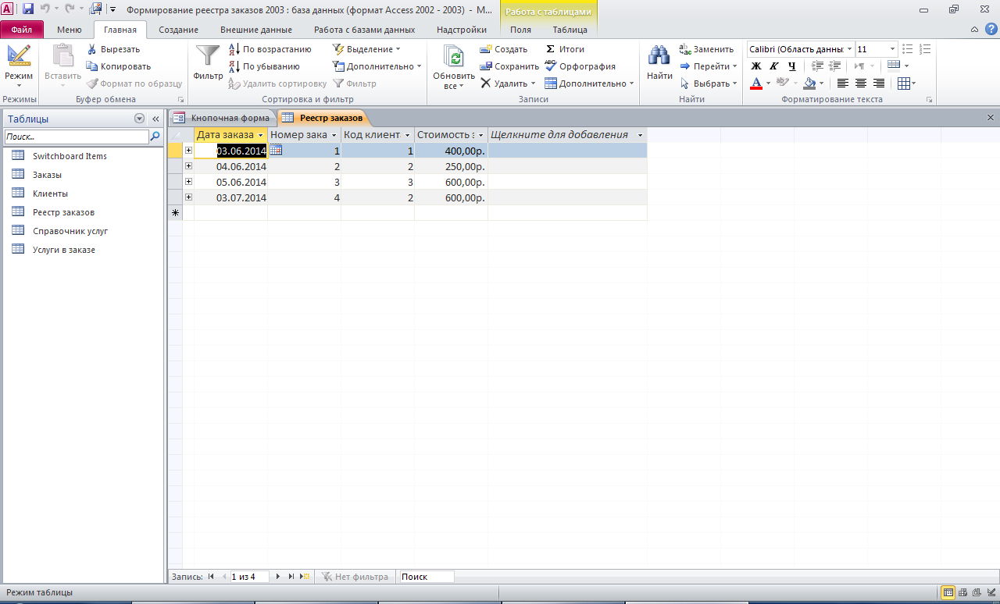 Формирование реестра заказов 2003 : база данных (формат Access 2002 - 2003) - M...
Работа с таблицами
Файл Меню Главная Создание Внешние данные Работа с базами данных Надстройки Поля Таблица
Режим
Режимы
Вставить
Вырезать
Копировать
Формат по образцу
Буфер обмена
Фильтр
По возрастанию
По убыванию
Удалить сортировку
Выделение
Дополнительно
Фильтр
Сортировка и фильтр
Обновить
все
Создать
Сохранить
Удалить
Итоги
Орфография
Дополнительно
Записи
Найти
Заменить
Перейти
Выбрать
Найти
Calibri (Область данны: 11
Ж К Ч
А
Форматирование текста
Таблицы
Поиск...
Switchboard Items
Заказы
Клиенты
Реестр заказов
Справочник услуг
Услуги в заказе
Кнопочная форма Реестр заказов
Дата заказа Номер зака Код клиент Стоимость з Щелкните для добавления
03.06.2014 1 1 400,00р.
04.06.2014 2 2 250,00р.
05.06.2014 3 3 600,00р.
03.07.2014 4 2 600,00р.
Запись: 1 из 4 Нет фильтра Поиск
Режим таблицы